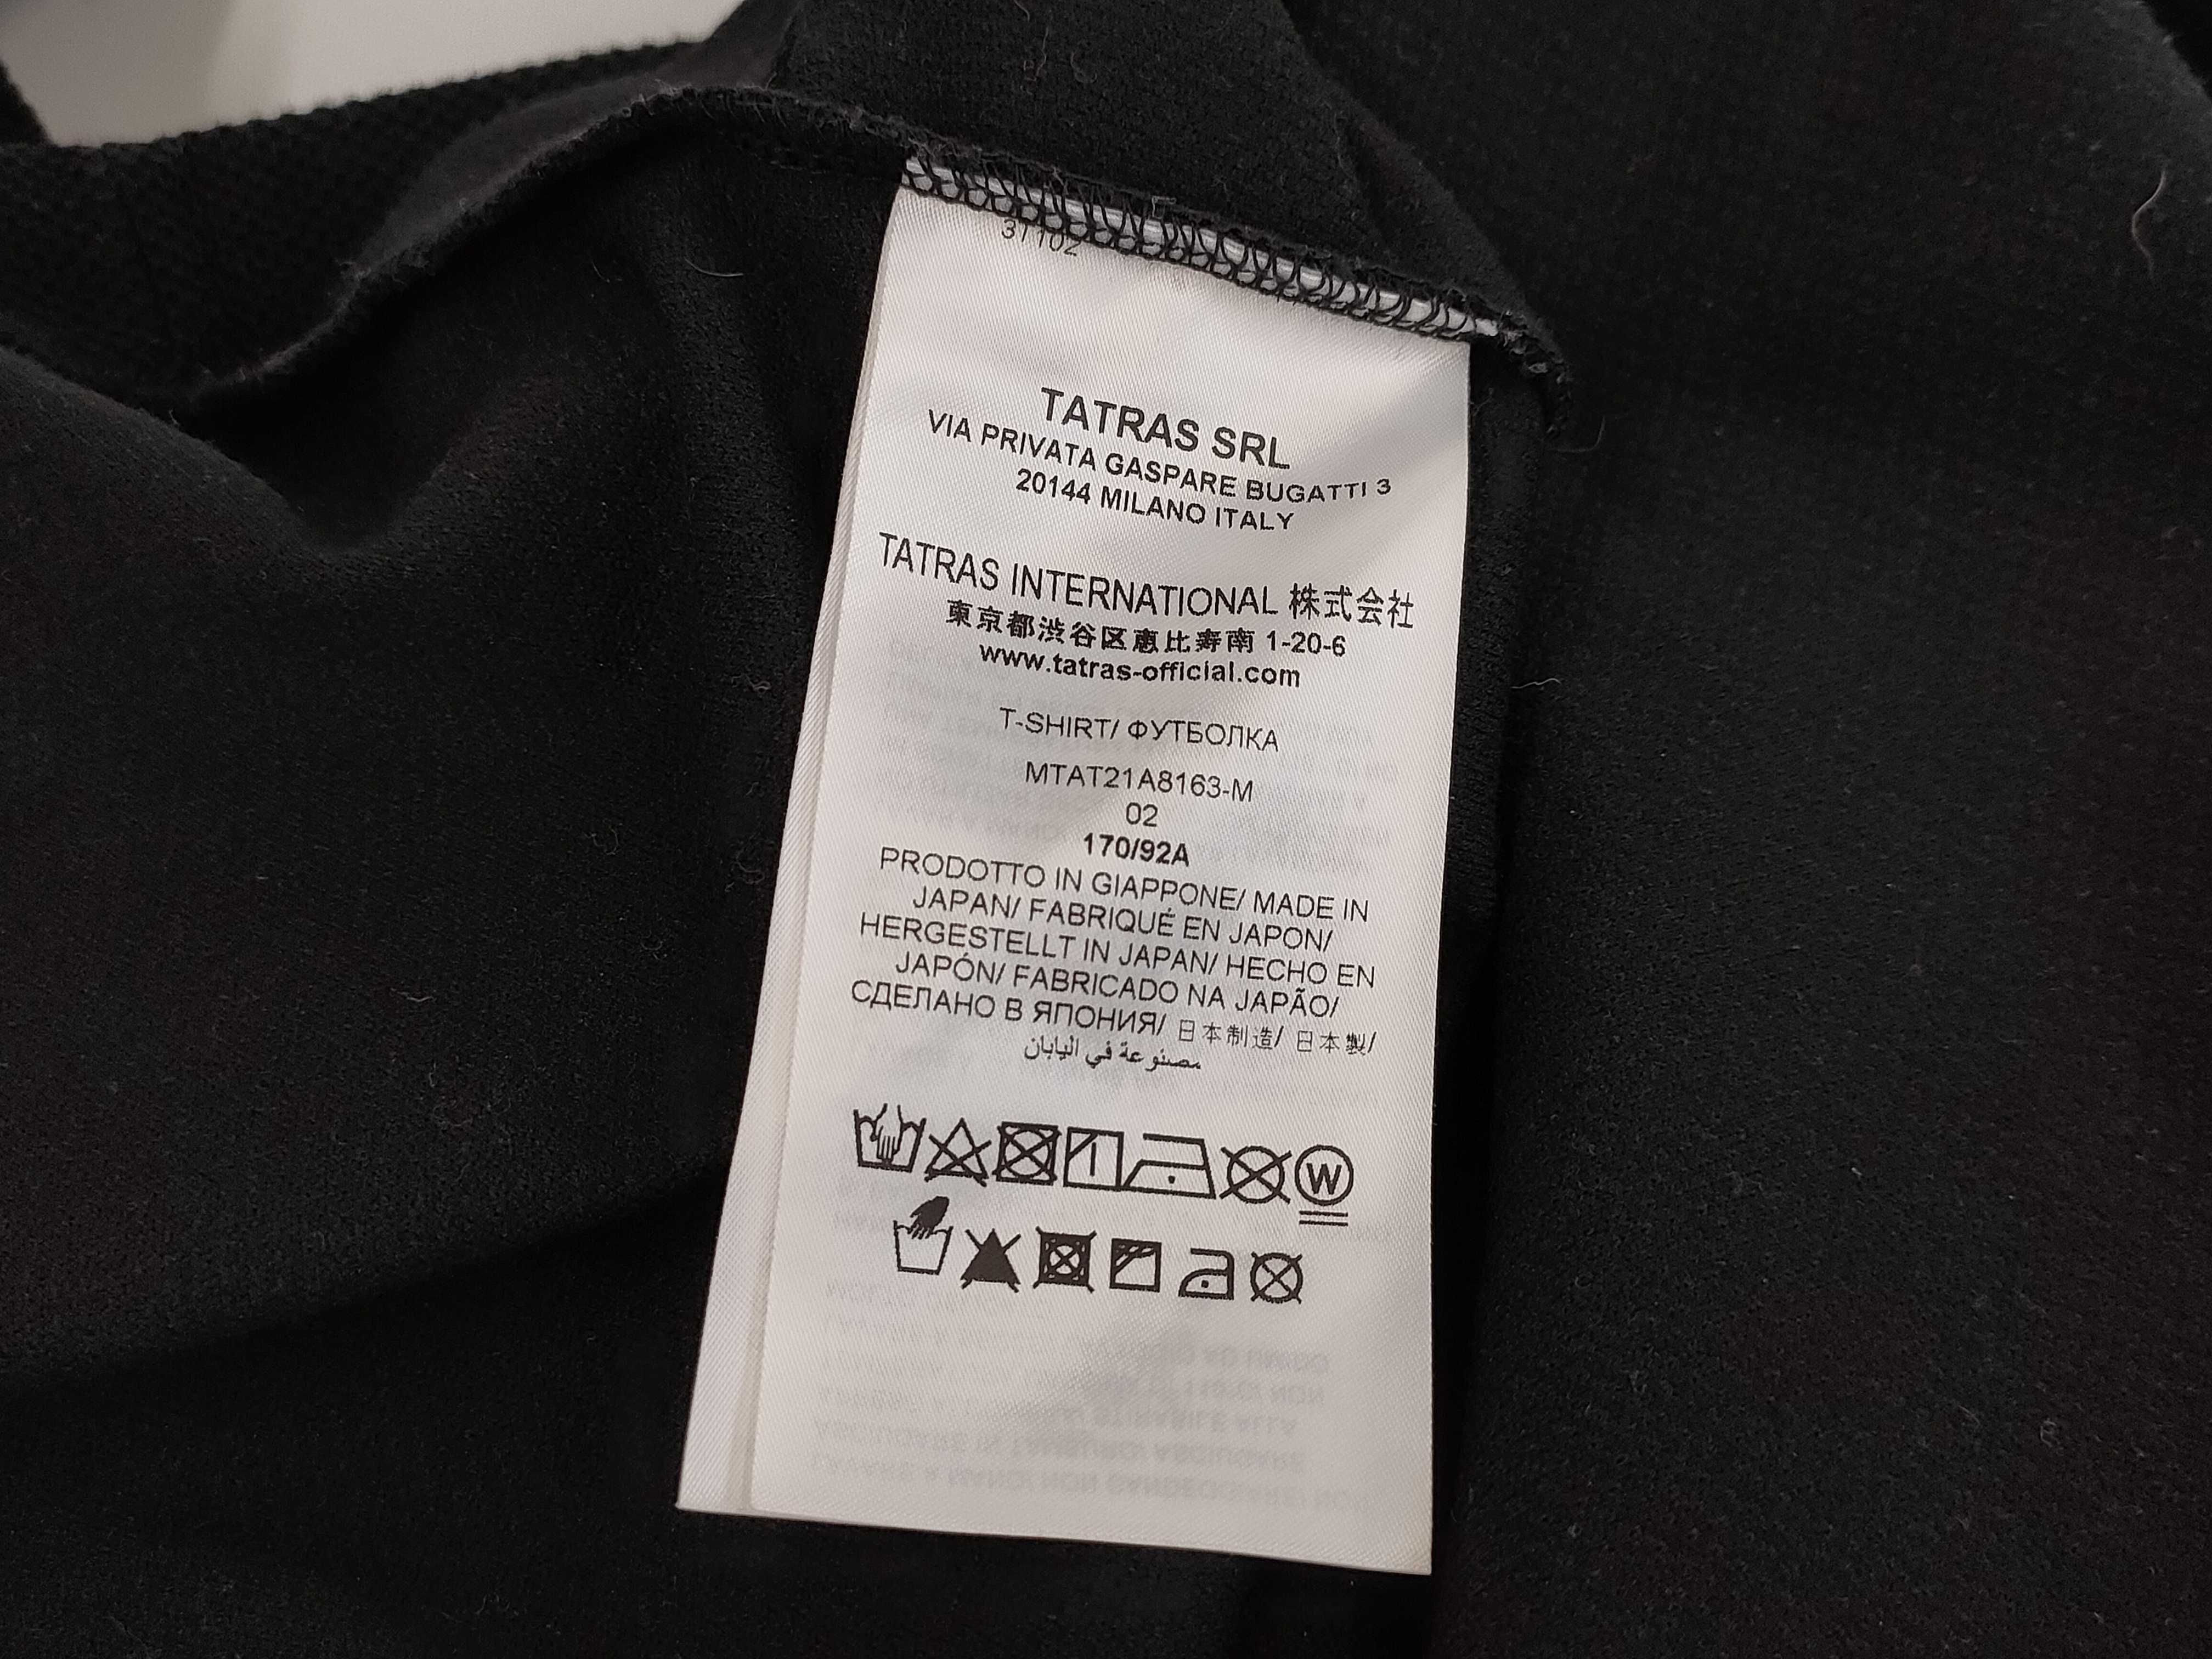 31102
TATRAS SRL
VIA PRIVATA GASPARE BUGATTI 3
20144 MILANO ITALY
TATRAS INTERNATIONAL 株式会社
東京都渋谷区恵比寿南 1-20-6
www.tatras-official.com
T-SHIRT/ ФУТБОЛКА
MTAT21A8163-M
02
170/92A
PRODOTTO IN GIAPPONE/ MADE IN
JAPAN/ FABRIQUÉ EN JAPON/
HERGESTELLT IN JAPAN/ HECHO EN
JAPÓN/ FABRICADO NA JAPÃO/
СДЕЛАНО В ЯПОНИЯ/ 日本制造/ 日本製/
مصنوعة في اليابان
W